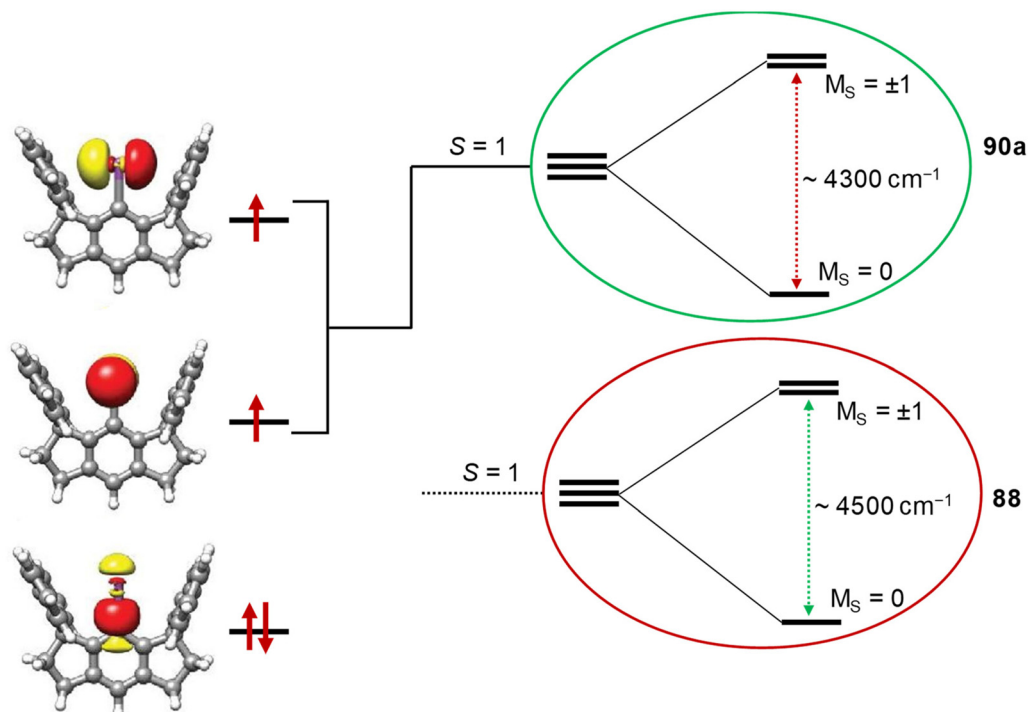 M_S = ±1
S = 1
90a
~ 4300 cm⁻¹
M_S = 0
M_S = ±1
S = 1
~ 4500 cm⁻¹
88
M_S = 0